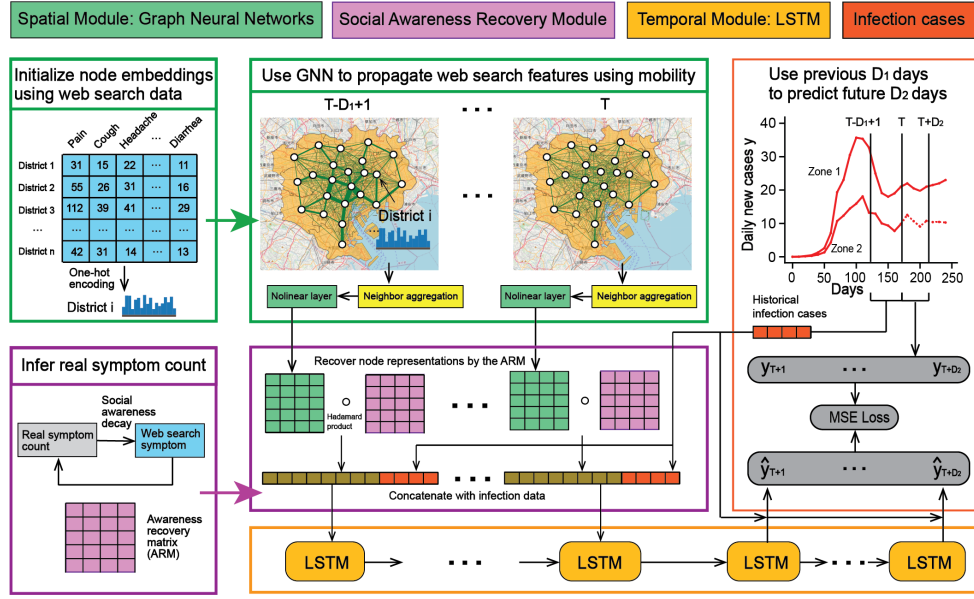 Spatial Module: Graph Neural Networks
Social Awareness Recovery Module
Temporal Module: LSTM
Infection cases
Initialize node embeddings
using web search data
Pain
Cough
Headache
...
Diarrhea
District 1 31 15 22 ... 11
District 2 55 26 31 ... 16
District 3 112 39 41 ... 29
... ... ... ... ...
District n 42 31 14 ... 13
One-hot
encoding
District i
Use GNN to propagate web search features using mobility
T-D1+1
...
T
District i
...
Nolinear layer
Neighbor aggregation
Nolinear layer
Neighbor aggregation
Use previous D1 days
to predict future D2 days
T-D1+1 T T+D2
Daily new cases y
40
30
20
10
0
Zone 1
Zone 2
0 50 100 150 200 250
Days
Historical
infection cases
yT+1 ... yT+D2
MSE Loss
ŷT+1 ... ŷT+D2
Infer real symptom count
Social
awareness
decay
Real symptom
count
Web search
symptom
Awareness
recovery
matrix
(ARM)
Recover node representations by the ARM
Hadamard
product
...
...
Concatenate with infection data
LSTM
...
LSTM
LSTM
...
LSTM